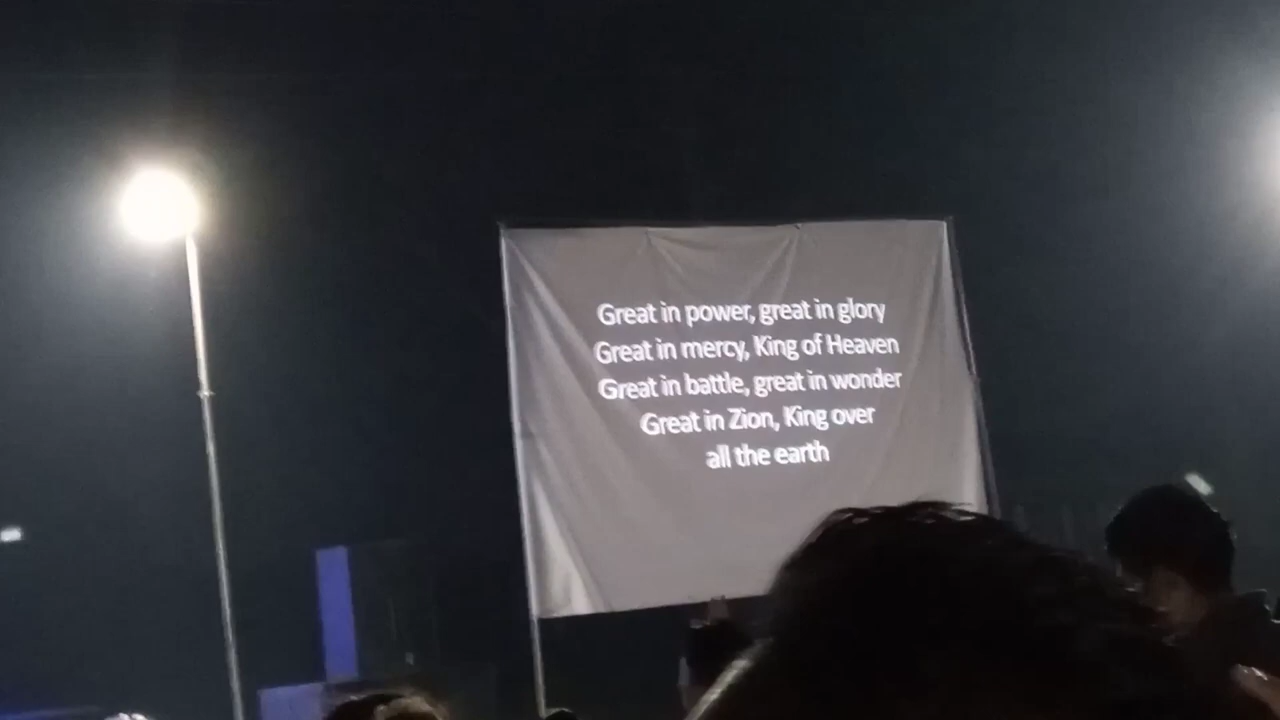 Great in power, great in glory
Great in mercy, King of Heaven
Great in battle, great in wonder
Great in Zion, King over
all the earth